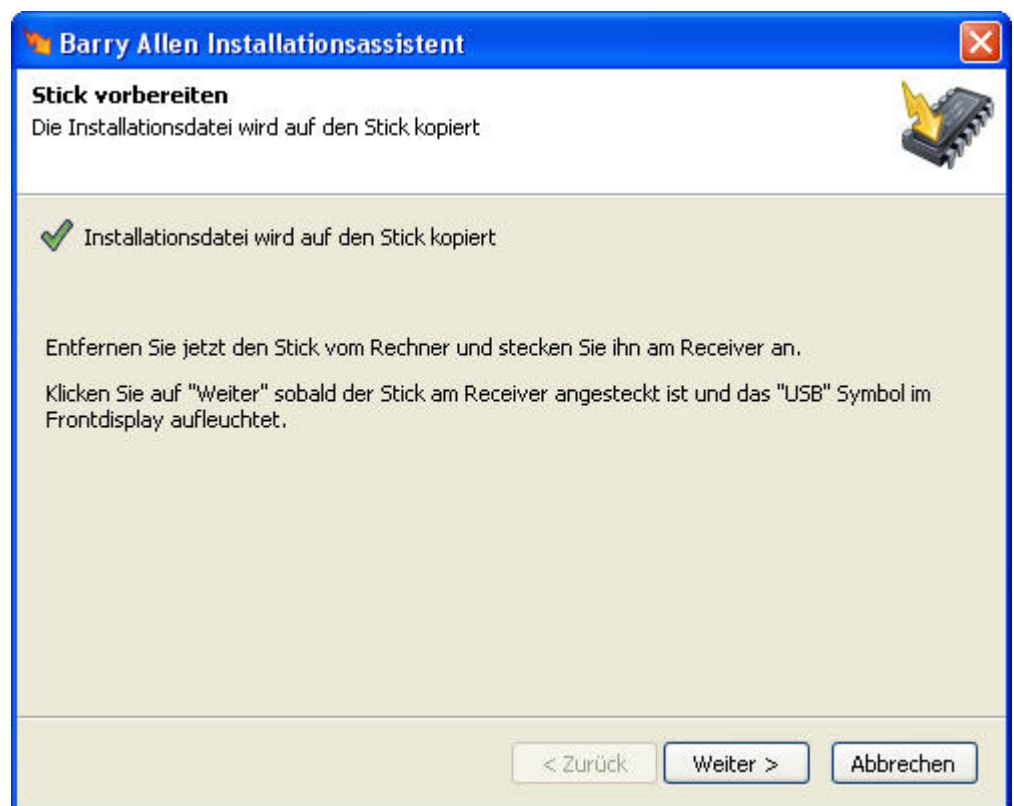 Barry Allen Installationsassistent
Stick vorbereiten
Die Installationsdatei wird auf den Stick kopiert
Installationsdatei wird auf den Stick kopiert
Entfernen Sie jetzt den Stick vom Rechner und stecken Sie ihn am Receiver an.
Klicken Sie auf "Weiter" sobald der Stick am Receiver angesteckt ist und das "USB" Symbol im
Frontdisplay aufleuchtet.
< Zurück
Weiter >
Abbrechen